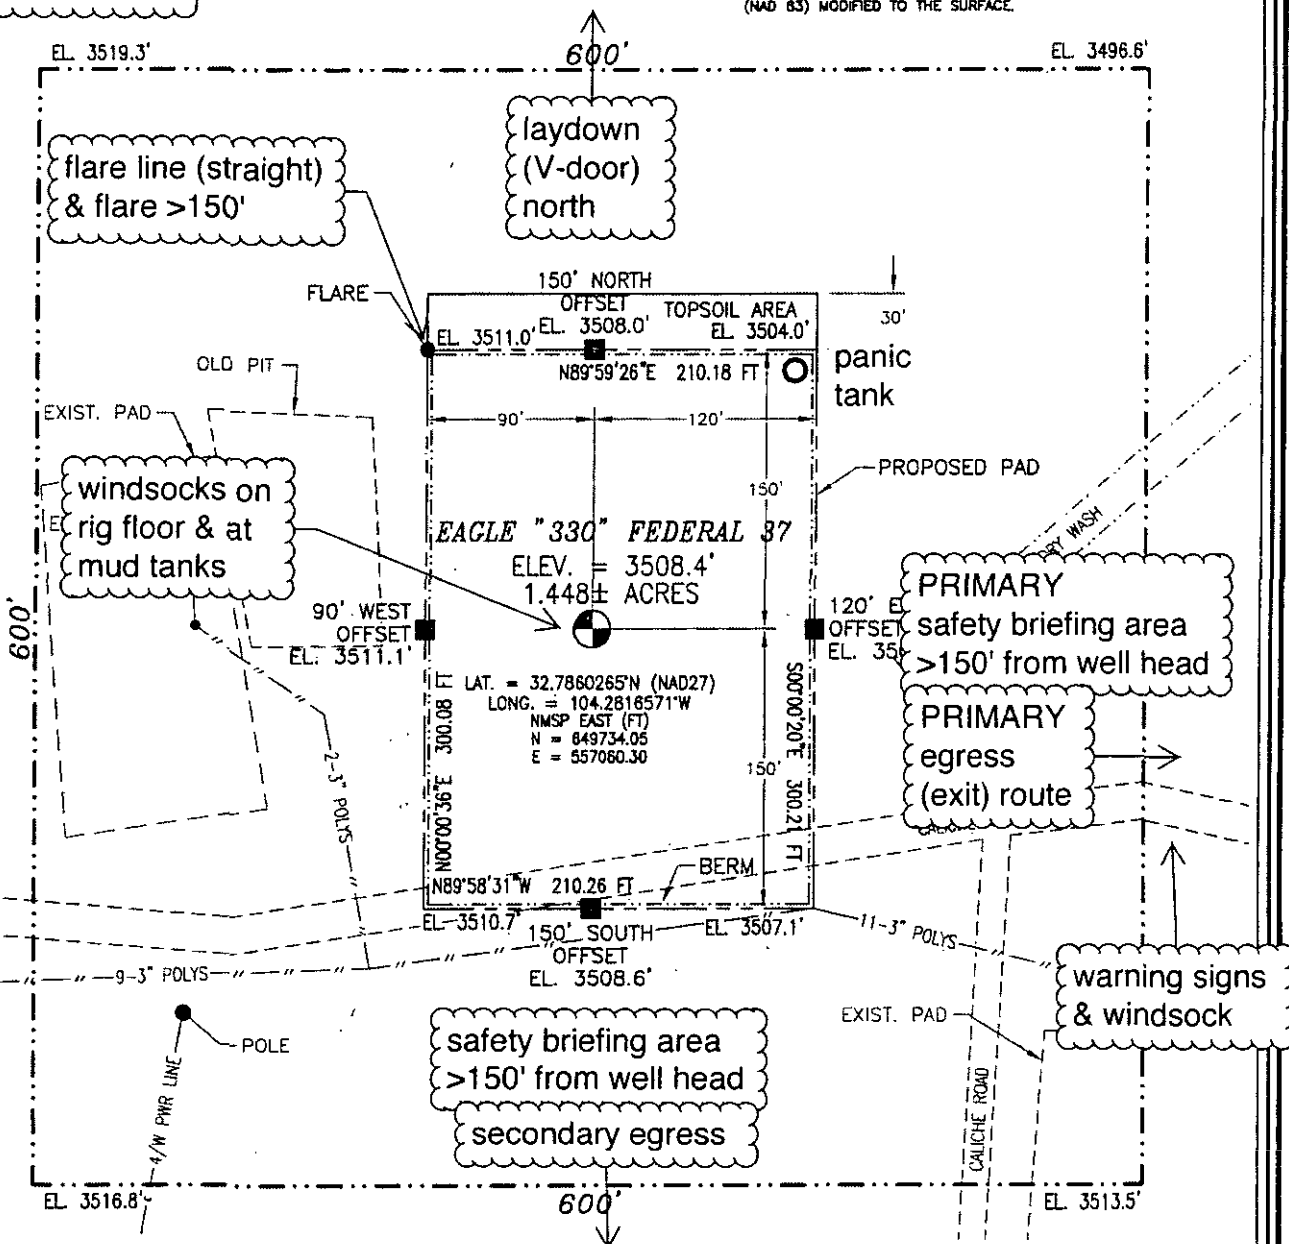 (NAD 83) MODIFIED TO THE SURFACE.
EL. 3519.3'
600'
EL. 3496.6'
laydown
(V-door)
north
flare line (straight)
& flare >150'
FLARE
150' NORTH
OFFSET
EL. 3508.0'
TOPSOIL AREA
EL. 3504.0'
30'
EL. 3511.0'
N89°59'26"E 210.18 FT
panic
tank
OLD PIT
EXIST. PAD
90'
120'
PROPOSED PAD
150'
windsocks on
rig floor & at
mud tanks
EAGLE "330" FEDERAL 37
ELEV. = 3508.4'
1.448± ACRES
DRY WASH
PRIMARY
safety briefing area
>150' from well head
600'
90' WEST
OFFSET
EL. 3511.1'
120' E
OFFSET
EL. 35
LAT. = 32.7860265°N (NAD27)
LONG. = 104.2816571°W
NMSP EAST (FT)
N = 649734.05
E = 557060.30
N00°00'36"E 300.08 FT
S00°00'20"E 300.21 FT
150'
PRIMARY
egress
(exit) route
2-3" POLYS
BERM
N89°58'31"W 210.26 FT
EL. 3510.7'
150' SOUTH
OFFSET
EL. 3508.6'
EL. 3507.1'
11-3" POLYS
9-3" POLYS
warning signs
& windsock
EXIST. PAD
POLE
4/W PWR LINE
safety briefing area
>150' from well head
secondary egress
CALICHE ROAD
EL. 3516.8'
600'
EL. 3513.5'